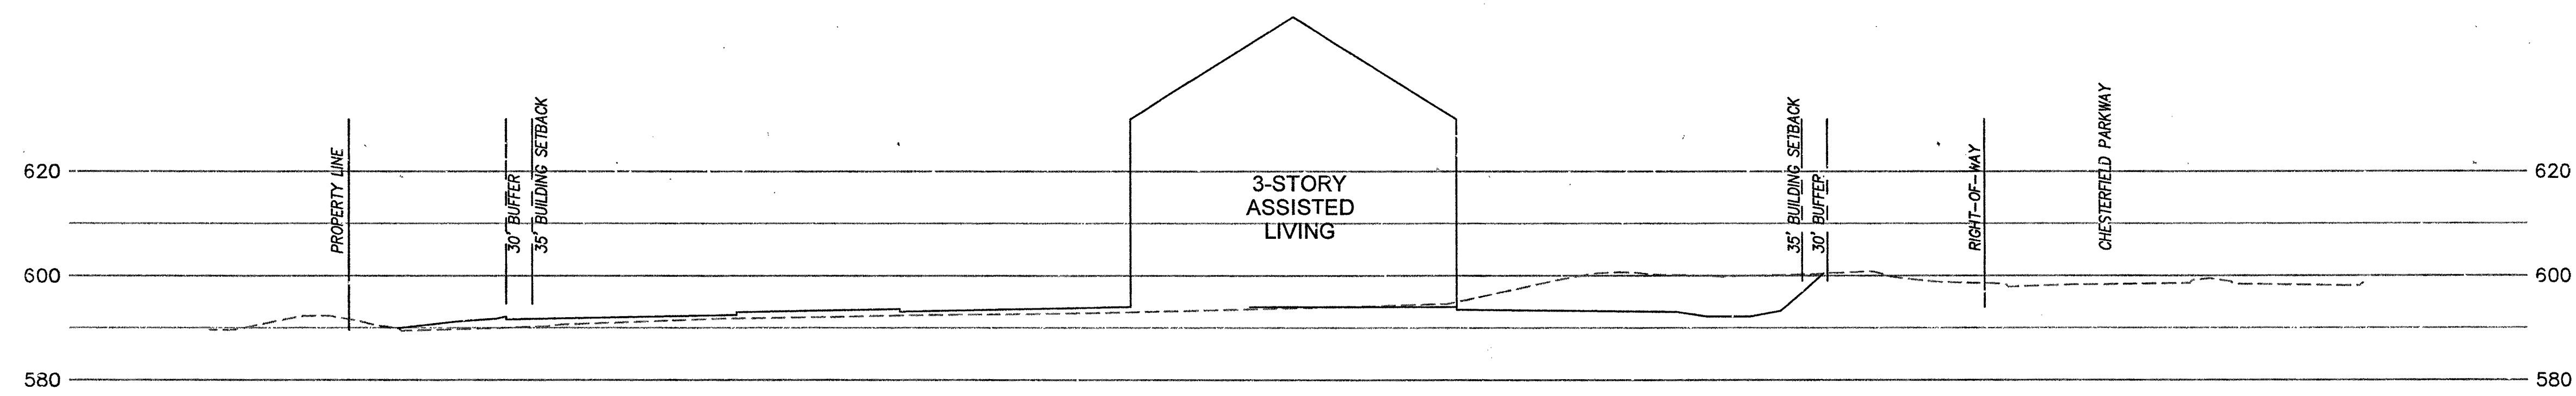 PROPERTY LINE
30' BUFFER
35' BUILDING SETBACK
3-STORY
ASSISTED
LIVING
35' BUILDING SETBACK
30' BUFFER
RIGHT-OF-WAY
CHESTERFIELD PARKWAY
620
620
600
600
580
580